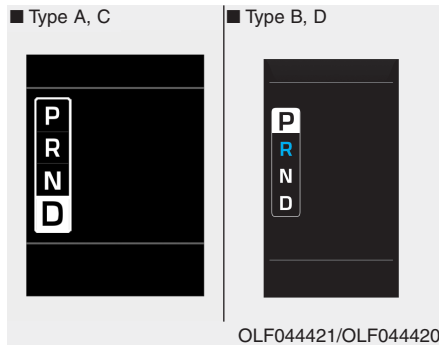 ■ Type A, C
P
R
N
D
■ Type B, D
P
R
N
D
OLF044421/OLF044420